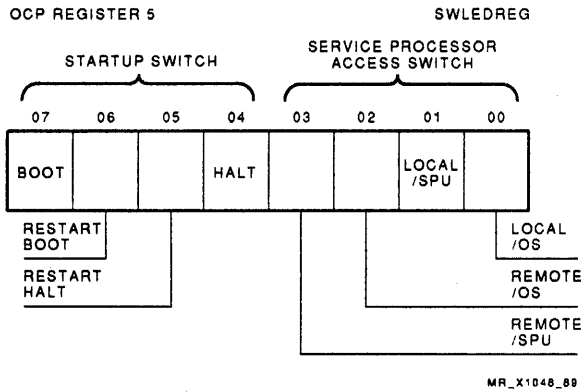 OCP REGISTER 5 SWLEDREG
STARTUP SWITCH
SERVICE PROCESSOR
ACCESS SWITCH
07 06 05 04 03 02 01 00
BOOT HALT LOCAL
/SPU
RESTART
BOOT
LOCAL
/OS
RESTART
HALT
REMOTE
/OS
REMOTE
/SPU
MR_X1048_89